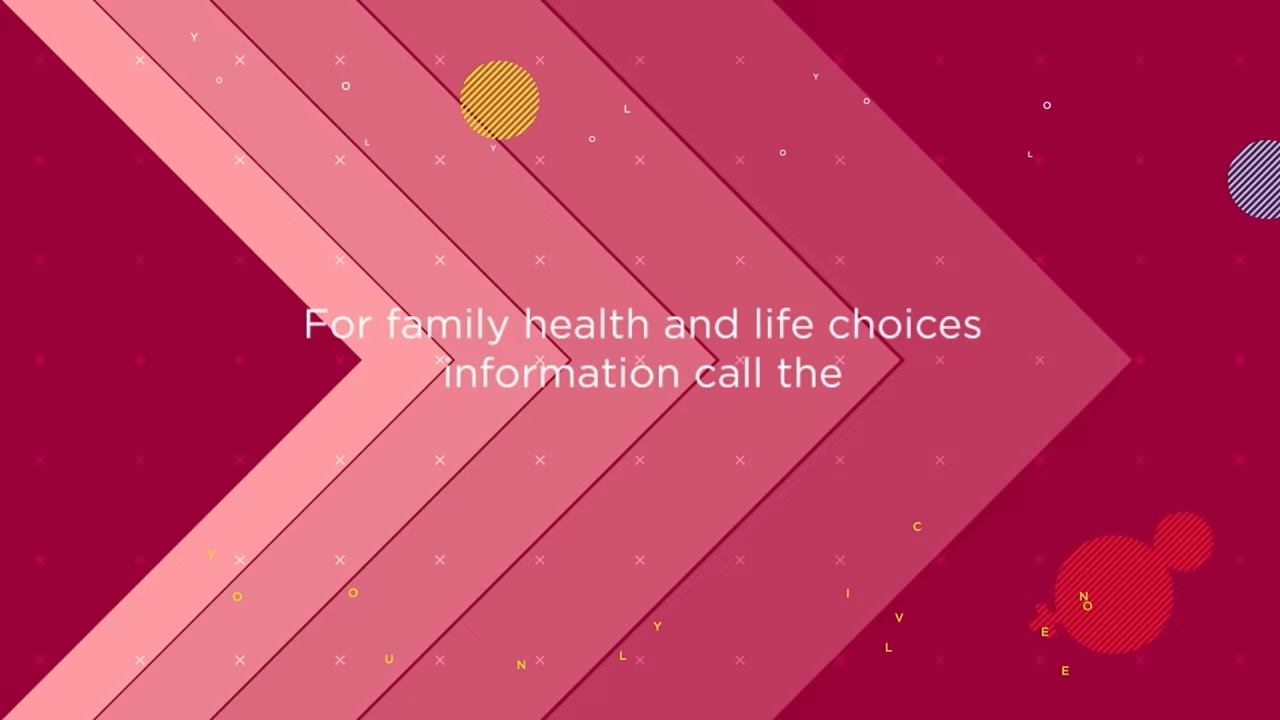 For family health and life choices
information call the